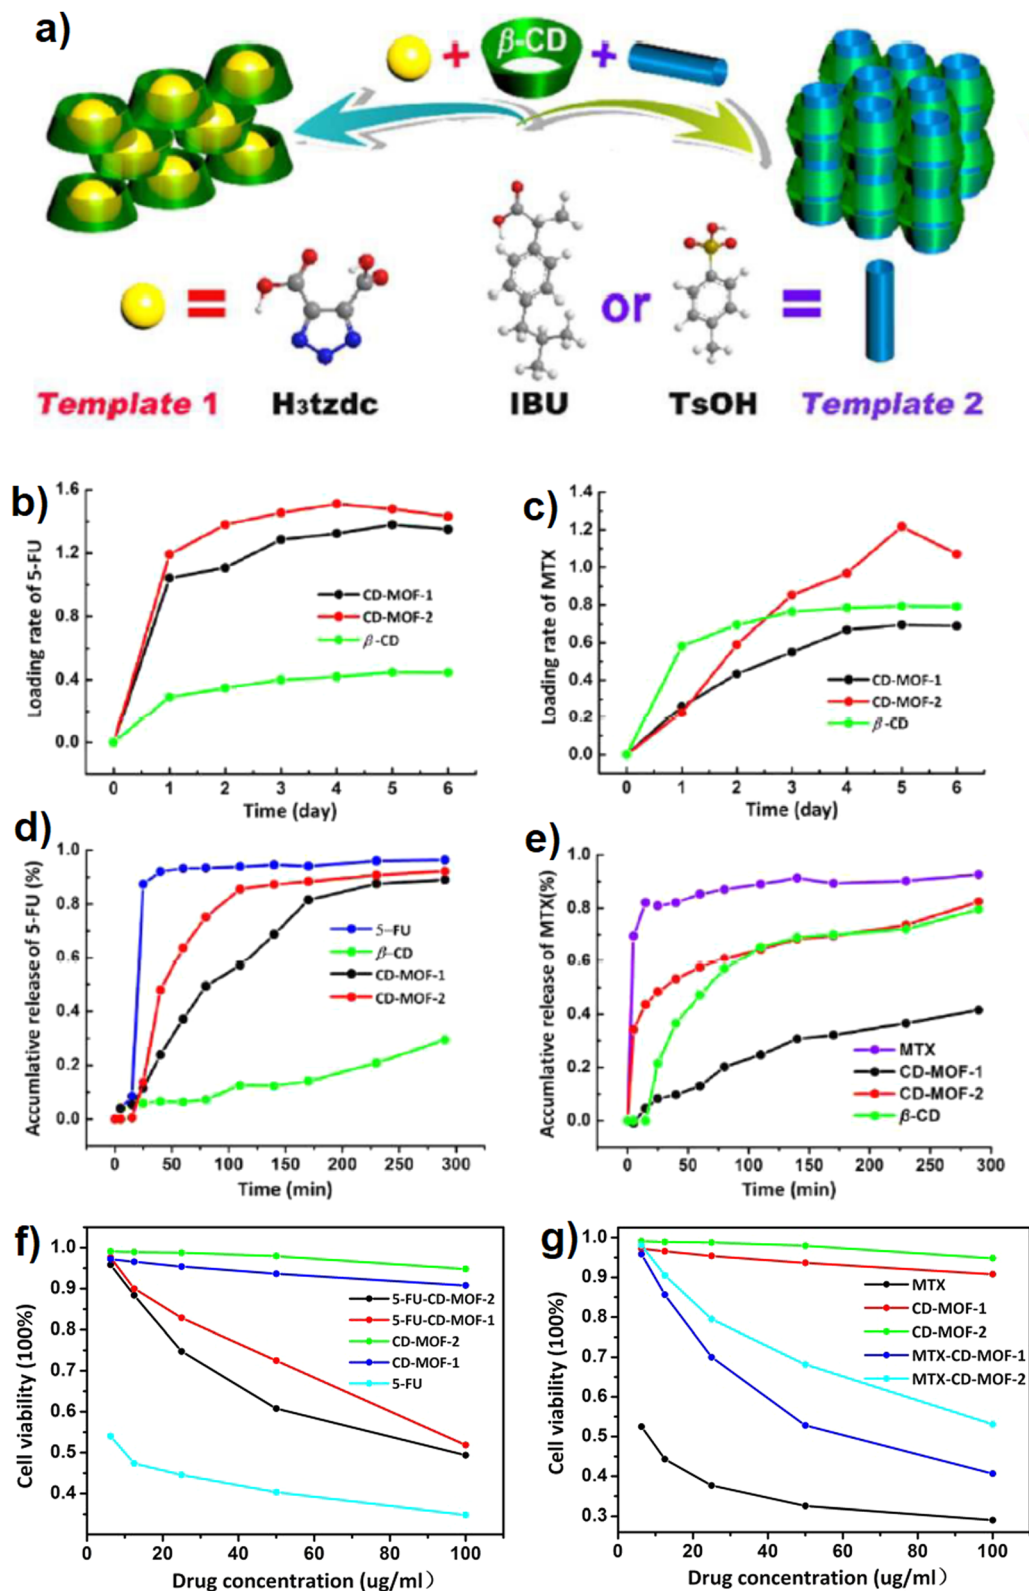 a)
+ β-CD +
= or =
Template 1 H3tzdc IBU TsOH Template 2
b)
Loading rate of 5-FU
1.6
1.2
0.8
0.4
0.0
CD-MOF-1
CD-MOF-2
β-CD
0 1 2 3 4 5 6
Time (day)
c)
Loading rate of MTX
1.4
1.2
1.0
0.8
0.6
0.4
0.2
0.0
CD-MOF-1
CD-MOF-2
β-CD
0 1 2 3 4 5 6
Time (day)
d)
Accumlative release of 5-FU (%)
1.0
0.8
0.6
0.4
0.2
0.0
5-FU
β-CD
CD-MOF-1
CD-MOF-2
0 50 100 150 200 250 300
Time (min)
e)
Accumulative release of MTX(%)
1.0
0.8
0.6
0.4
0.2
0.0
MTX
CD-MOF-1
CD-MOF-2
β-CD
0 50 100 150 200 250 300
Time (min)
f)
Cell viability (100%)
1.0
0.9
0.8
0.7
0.6
0.5
0.4
5-FU-CD-MOF-2
5-FU-CD-MOF-1
CD-MOF-2
CD-MOF-1
5-FU
0 20 40 60 80 100
Drug concentration (ug/ml)
g)
Cell viability (100%)
1.0
0.9
0.8
0.7
0.6
0.5
0.4
0.3
MTX
CD-MOF-1
CD-MOF-2
MTX-CD-MOF-1
MTX-CD-MOF-2
0 20 40 60 80 100
Drug concentration (ug/ml)